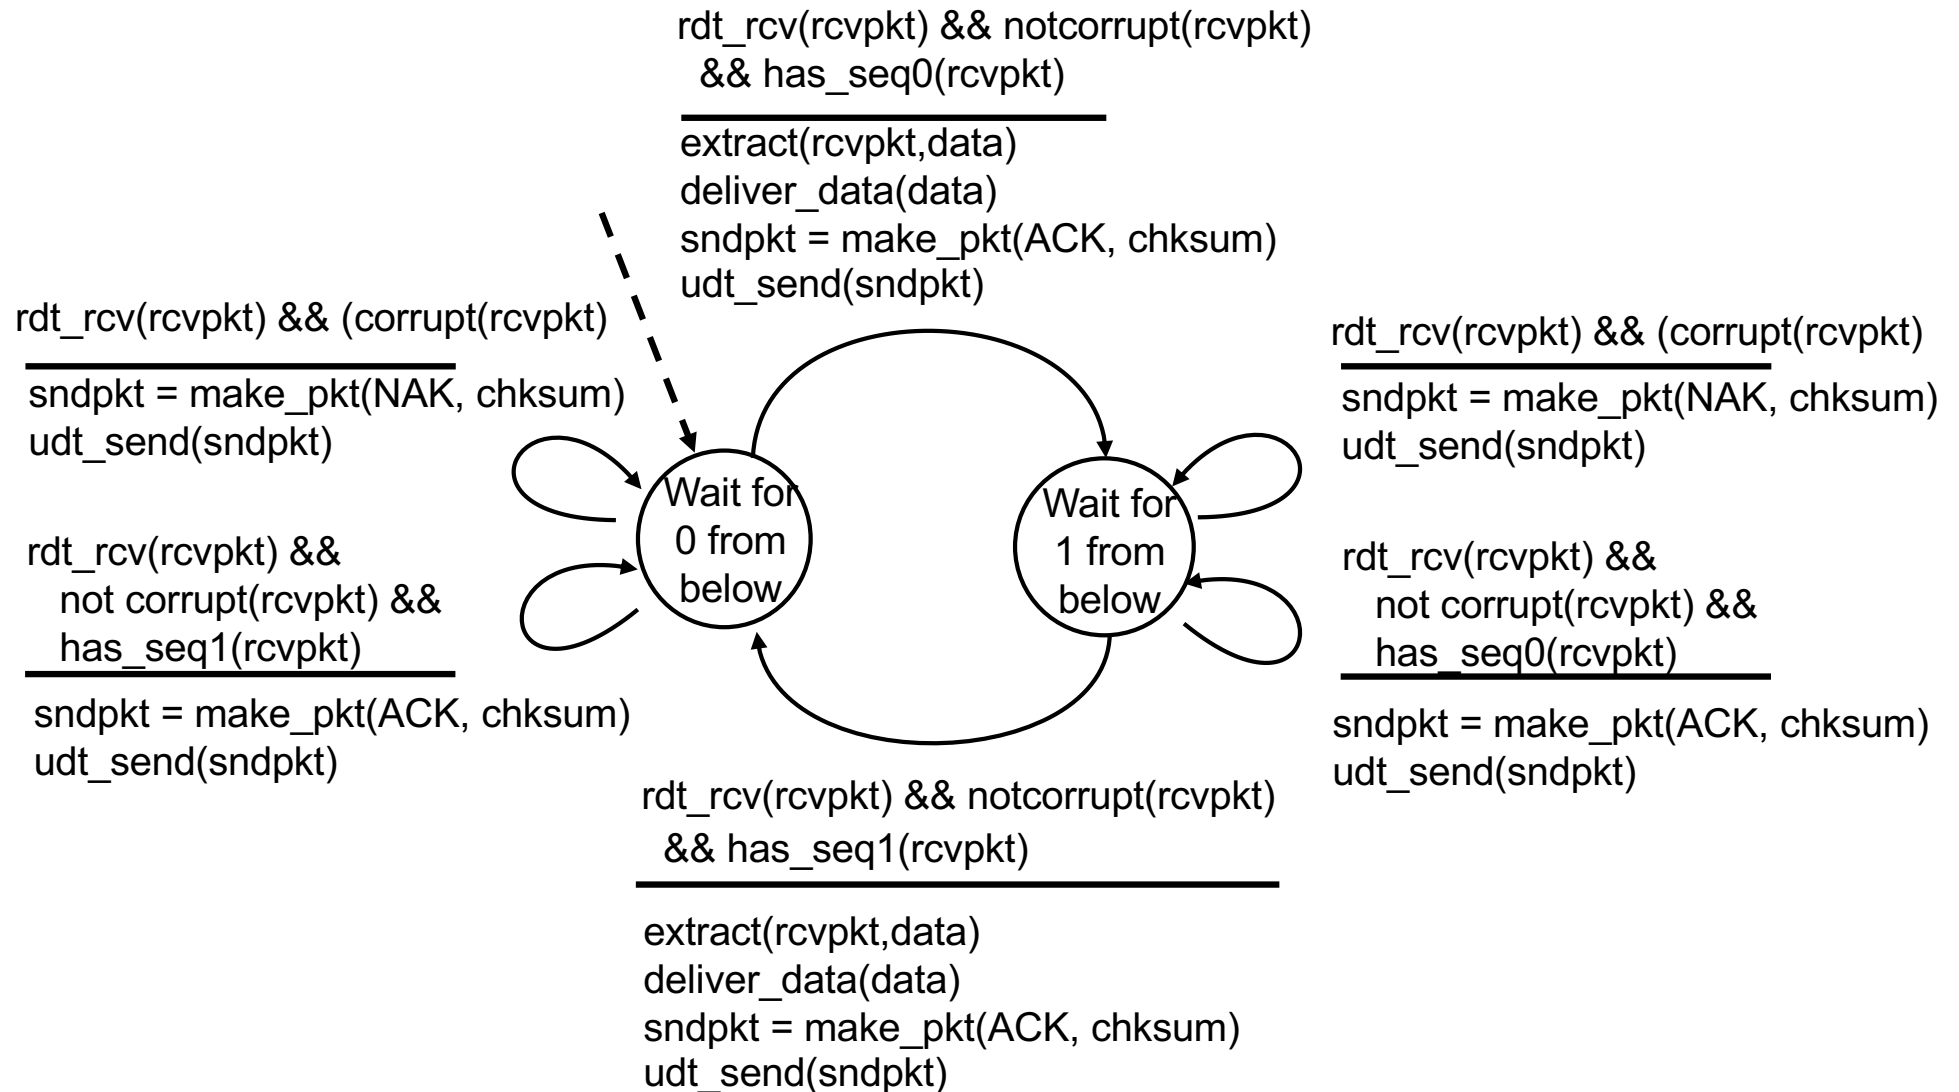 rdt_rcv(rcvpkt) && notcorrupt(rcvpkt)
&& has_seq0(rcvpkt)
extract(rcvpkt,data)
deliver_data(data)
sndpkt = make_pkt(ACK, chksum)
udt_send(sndpkt)
rdt_rcv(rcvpkt) && (corrupt(rcvpkt)
sndpkt = make_pkt(NAK, chksum)
udt_send(sndpkt)
rdt_rcv(rcvpkt) &&
not corrupt(rcvpkt) &&
has_seq1(rcvpkt)
sndpkt = make_pkt(ACK, chksum)
udt_send(sndpkt)
Wait for
0 from
below
Wait for
1 from
below
rdt_rcv(rcvpkt) && (corrupt(rcvpkt)
sndpkt = make_pkt(NAK, chksum)
udt_send(sndpkt)
rdt_rcv(rcvpkt) &&
not corrupt(rcvpkt) &&
has_seq0(rcvpkt)
sndpkt = make_pkt(ACK, chksum)
udt_send(sndpkt)
rdt_rcv(rcvpkt) && notcorrupt(rcvpkt)
&& has_seq1(rcvpkt)
extract(rcvpkt,data)
deliver_data(data)
sndpkt = make_pkt(ACK, chksum)
udt_send(sndpkt)